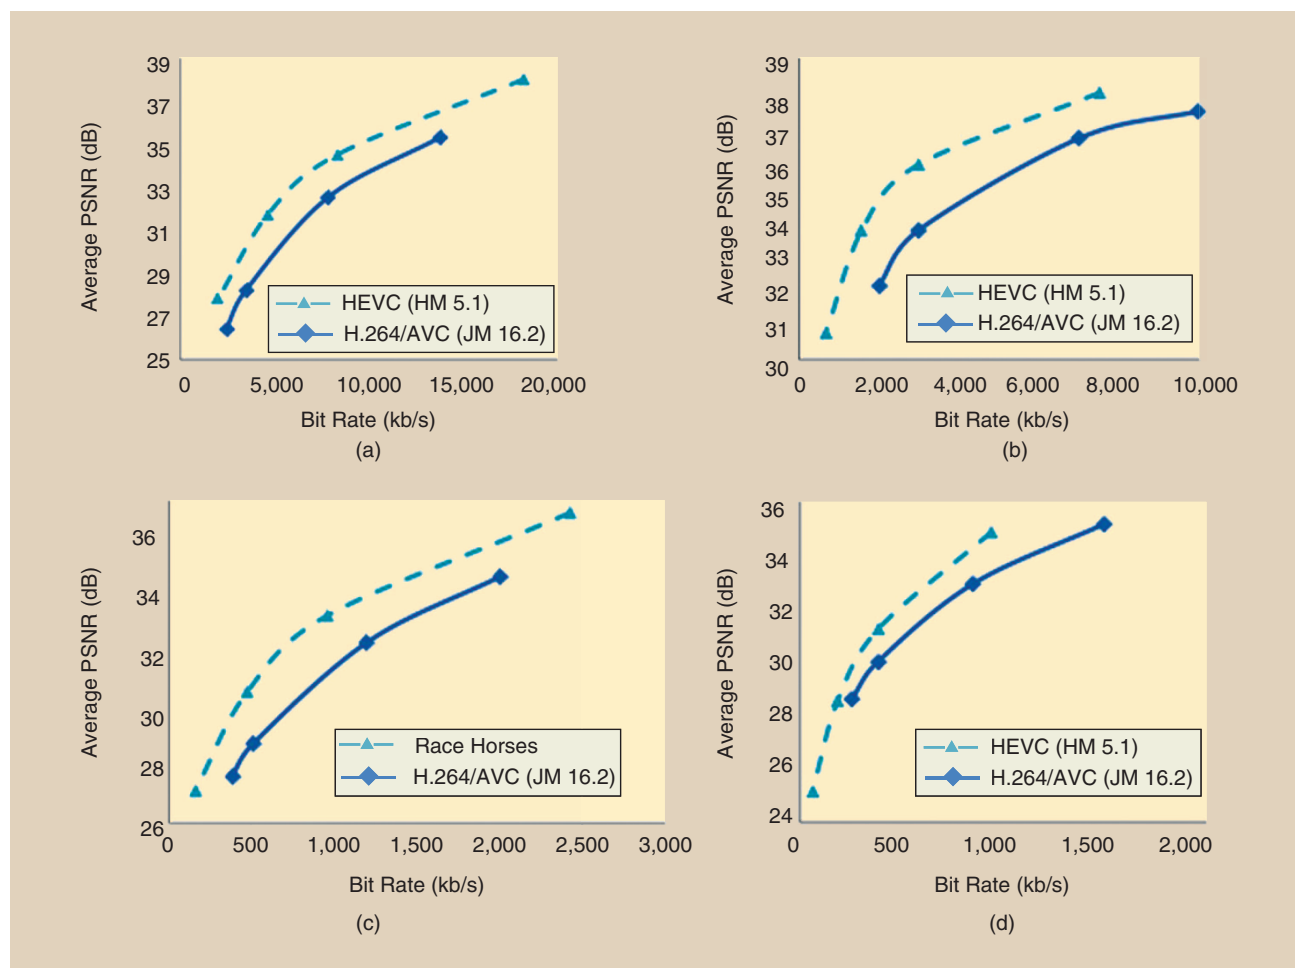 39
37
35
33
31
29
27
25
Average PSNR (dB)
HEVC (HM 5.1)
H.264/AVC (JM 16.2)
0 5,000 10,000 15,000 20,000
Bit Rate (kb/s)
(a)
39
38
37
36
35
34
33
32
31
30
Average PSNR (dB)
HEVC (HM 5.1)
H.264/AVC (JM 16.2)
0 2,000 4,000 6,000 8,000 10,000
Bit Rate (kb/s)
(b)
36
34
32
30
28
26
Average PSNR (dB)
Race Horses
H.264/AVC (JM 16.2)
0 500 1,000 1,500 2,000 2,500 3,000
Bit Rate (kb/s)
(c)
36
34
32
30
28
26
24
Average PSNR (dB)
HEVC (HM 5.1)
H.264/AVC (JM 16.2)
0 500 1,000 1,500 2,000
Bit Rate (kb/s)
(d)